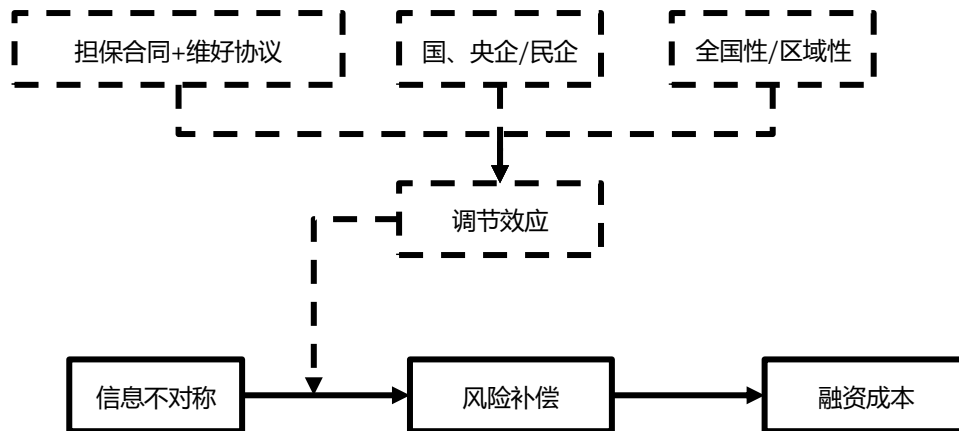 担保合同+维好协议
国、央企/民企
全国性/区域性
调节效应
信息不对称
风险补偿
融资成本